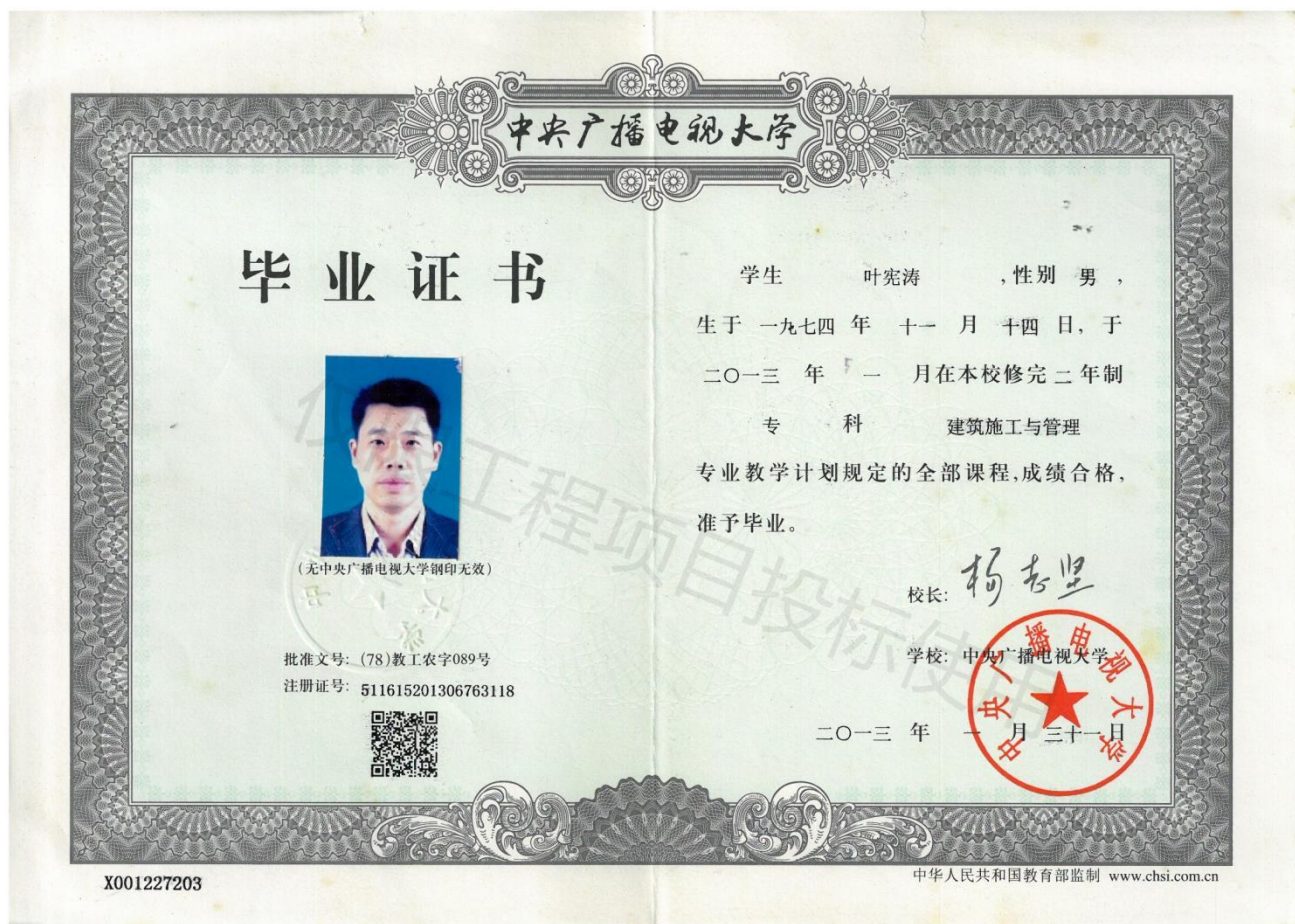 中央广播电视大学
毕业证书
(无中央广播电视大学钢印无效)
批准文号: (78)教工农字089号
注册证号: 511615201306763118
X001227203
学生 叶宪涛 ,性别 男 ,
生于 一九七四 年 十一 月 十四 日, 于
二○一三 年 一 月在本校修完 二 年制
专 科 建筑施工与管理
专业教学计划规定的全部课程,成绩合格,
准予毕业。
校长: 杨志坚
学校: 中央广播电视大学
二○一三 年 一 月 三十一 日
中央广播电视大学
中华人民共和国教育部监制 www.chsi.com.cn
工程项目投标使用